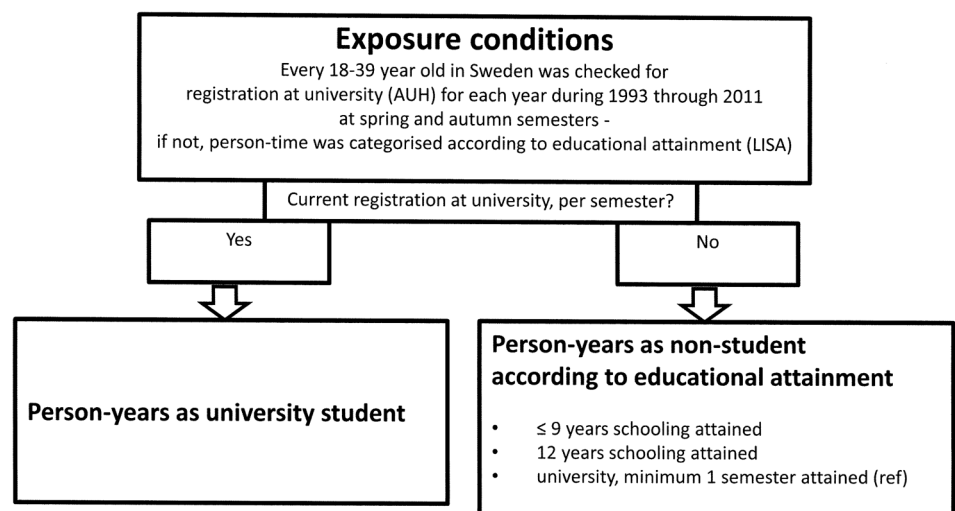 Exposure conditions
Every 18-39 year old in Sweden was checked for
registration at university (AUH) for each year during 1993 through 2011
at spring and autumn semesters -
if not, person-time was categorised according to educational attainment (LISA)
Current registration at university, per semester?
Yes
No
Person-years as university student
Person-years as non-student
according to educational attainment
• ≤ 9 years schooling attained
• 12 years schooling attained
• university, minimum 1 semester attained (ref)